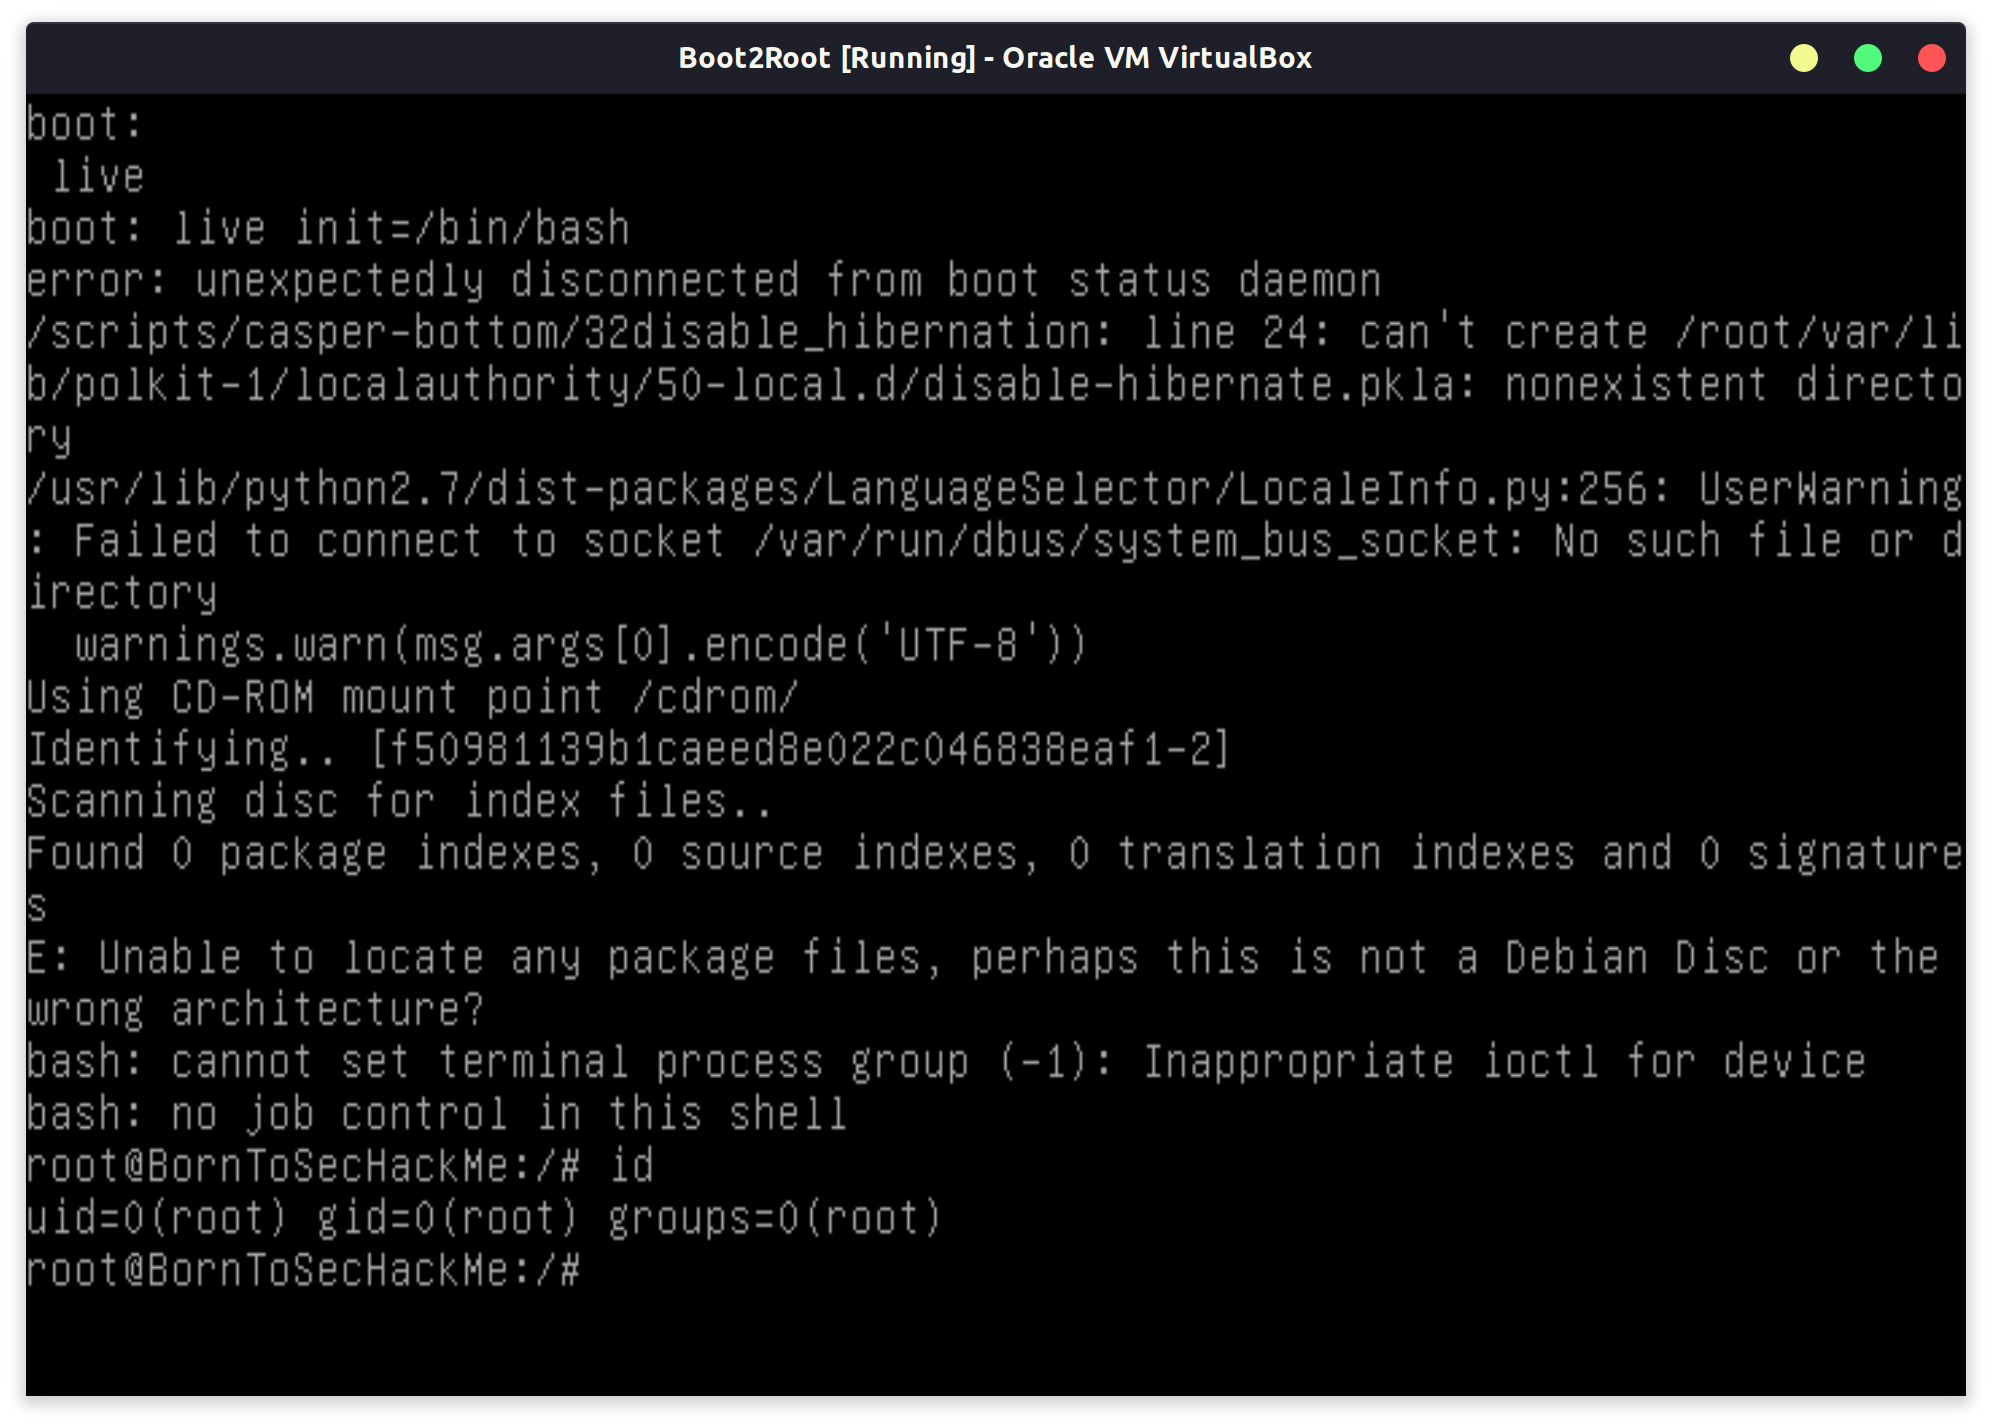 Boot2Root [Running] - Oracle VM VirtualBox
boot:
 live
boot: live init=/bin/bash
error: unexpectedly disconnected from boot status daemon
/scripts/casper-bottom/32disable_hibernation: line 24: can't create /root/var/li
b/polkit-1/localauthority/50-local.d/disable-hibernate.pkla: nonexistent directo
ry
/usr/lib/python2.7/dist-packages/LanguageSelector/LocaleInfo.py:256: UserWarning
: Failed to connect to socket /var/run/dbus/system_bus_socket: No such file or d
irectory
  warnings.warn(msg.args[0].encode('UTF-8'))
Using CD-ROM mount point /cdrom/
Identifying.. [f50981139b1caeed8e022c046838eaf1-2]
Scanning disc for index files..
Found 0 package indexes, 0 source indexes, 0 translation indexes and 0 signature
s
E: Unable to locate any package files, perhaps this is not a Debian Disc or the
wrong architecture?
bash: cannot set terminal process group (-1): Inappropriate ioctl for device
bash: no job control in this shell
root@BornToSecHackMe:/# id
uid=0(root) gid=0(root) groups=0(root)
root@BornToSecHackMe:/#